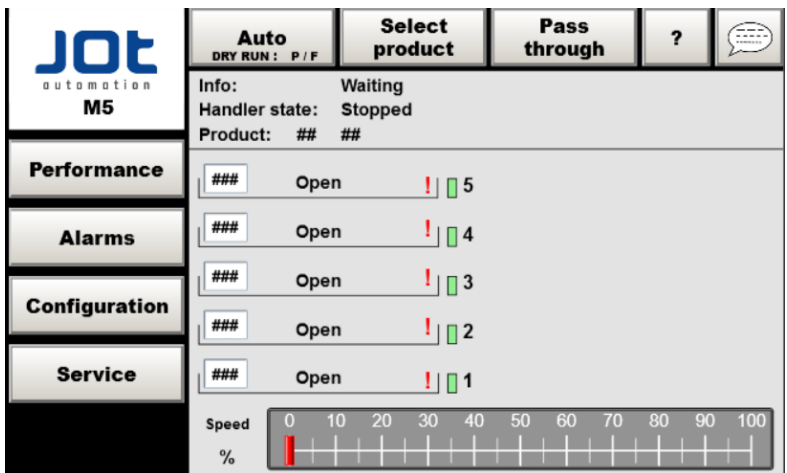 JOT
automation
M5
Auto
DRY RUN : P / F
Select
product
Pass
through
?
Info: Waiting
Handler state: Stopped
Product: ## ##
Performance
Alarms
Configuration
Service
### Open ! 5
### Open ! 4
### Open ! 3
### Open ! 2
### Open ! 1
Speed 0 10 20 30 40 50 60 70 80 90 100
%